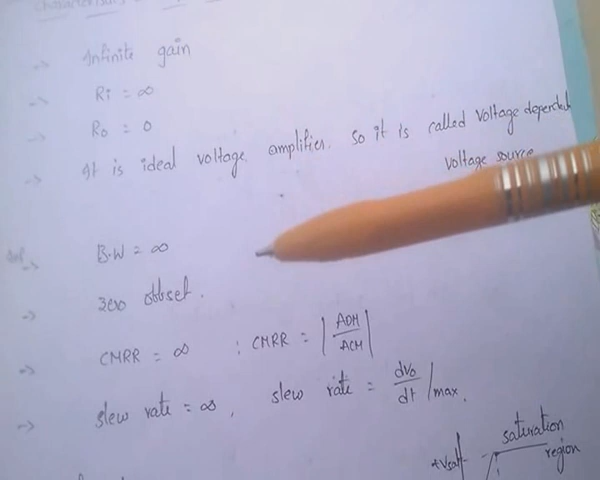 characteristics
-> Infinite gain
-> Ri = ∞
-> Ro = 0
-> It is ideal voltage amplifier. so it is called voltage dependent
voltage source
-> B.W = ∞
-> zero offset.
-> CMRR = ∞ ; CMRR = | ADM / ACM |
-> slew rate = ∞, slew rate = dVo / dt / max.
+Vsat saturation
region